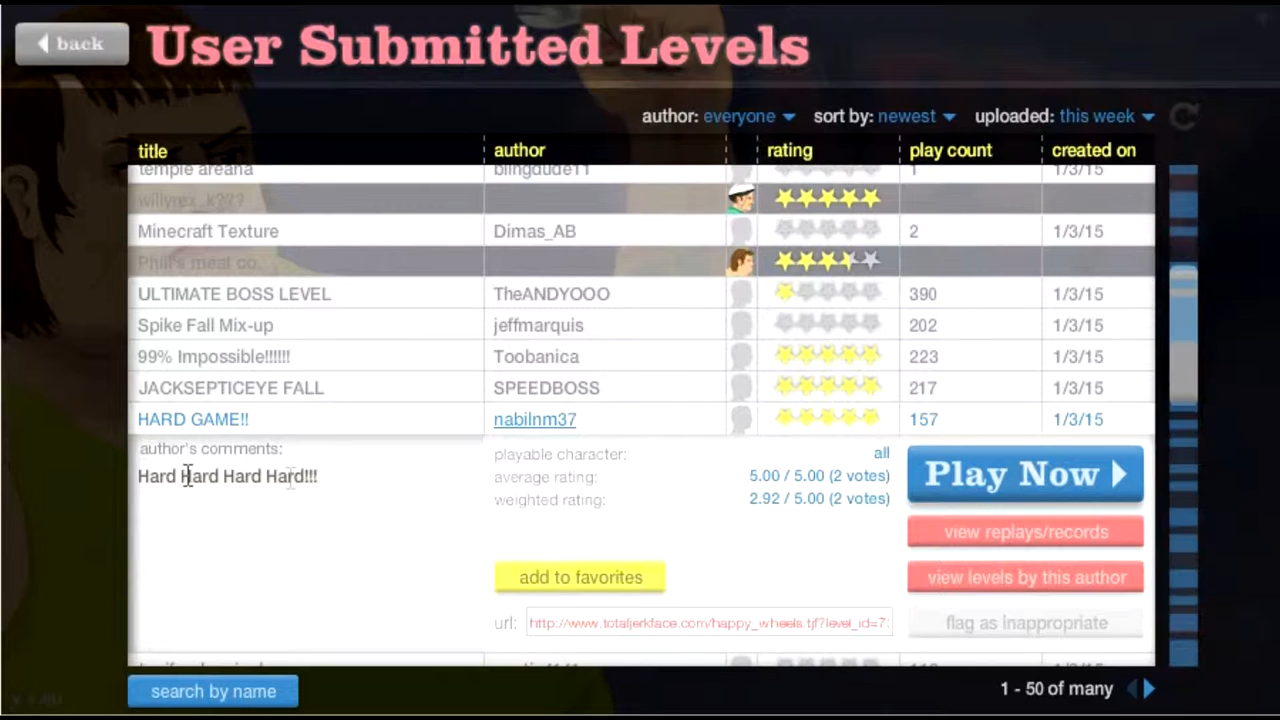 back
User Submitted Levels
author: everyone sort by: newest uploaded: this week
title author rating play count created on
temple areana blingdude11 1 1/3/15
willyrex .k???
Minecraft Texture Dimas_AB 2 1/3/15
Phill's meat co.
ULTIMATE BOSS LEVEL TheANDYOOO 390 1/3/15
Spike Fall Mix-up jeffmarquis 202 1/3/15
99% Impossible!!!!!! Toobanica 223 1/3/15
JACKSEPTICEYE FALL SPEEDBOSS 217 1/3/15
HARD GAME!! nabilnm37 157 1/3/15
author's comments:
Hard Hard Hard Hard!!!
playable character: all
average rating: 5.00 / 5.00 (2 votes)
weighted rating: 2.92 / 5.00 (2 votes)
Play Now
view replays/records
add to favorites
view levels by this author
url: http://www.totaljerkface.com/happy_wheels.tjf?level_id=7
flag as inappropriate
search by name
1 - 50 of many